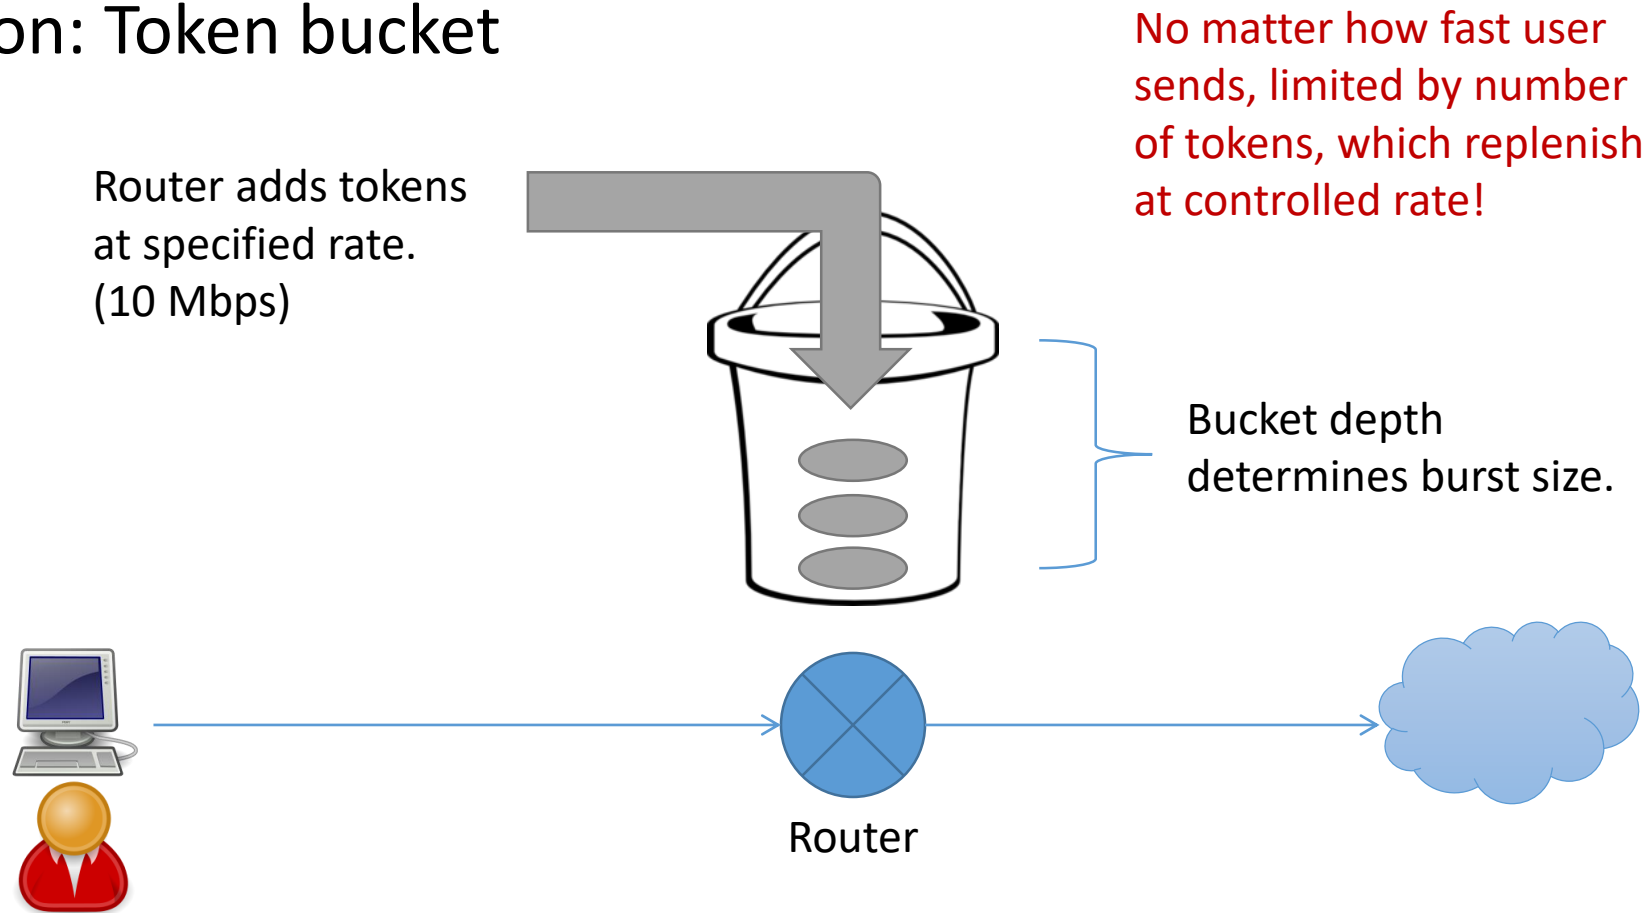 on: Token bucket
No matter how fast user
sends, limited by number
of tokens, which replenish
at controlled rate!
Router adds tokens
at specified rate.
(10 Mbps)
Bucket depth
determines burst size.
Router